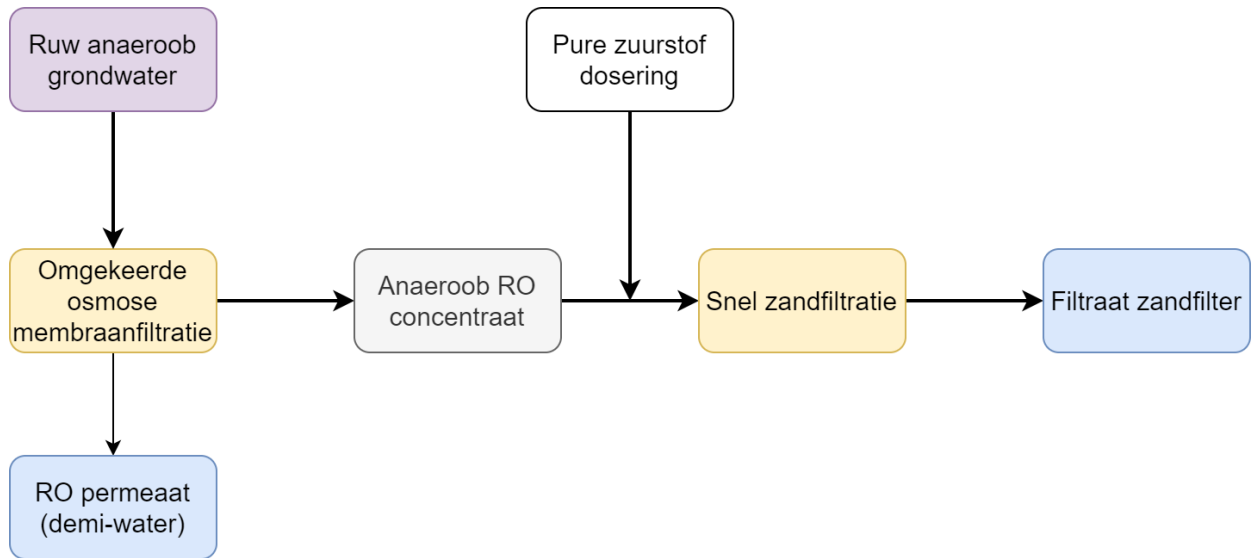 Ruw anaeroob
grondwater
Pure zuurstof
dosering
Omgekeerde
osmose
membraanfiltratie
Anaeroob RO
concentraat
Snel zandfiltratie
Filtraat zandfilter
RO permeaat
(demi-water)